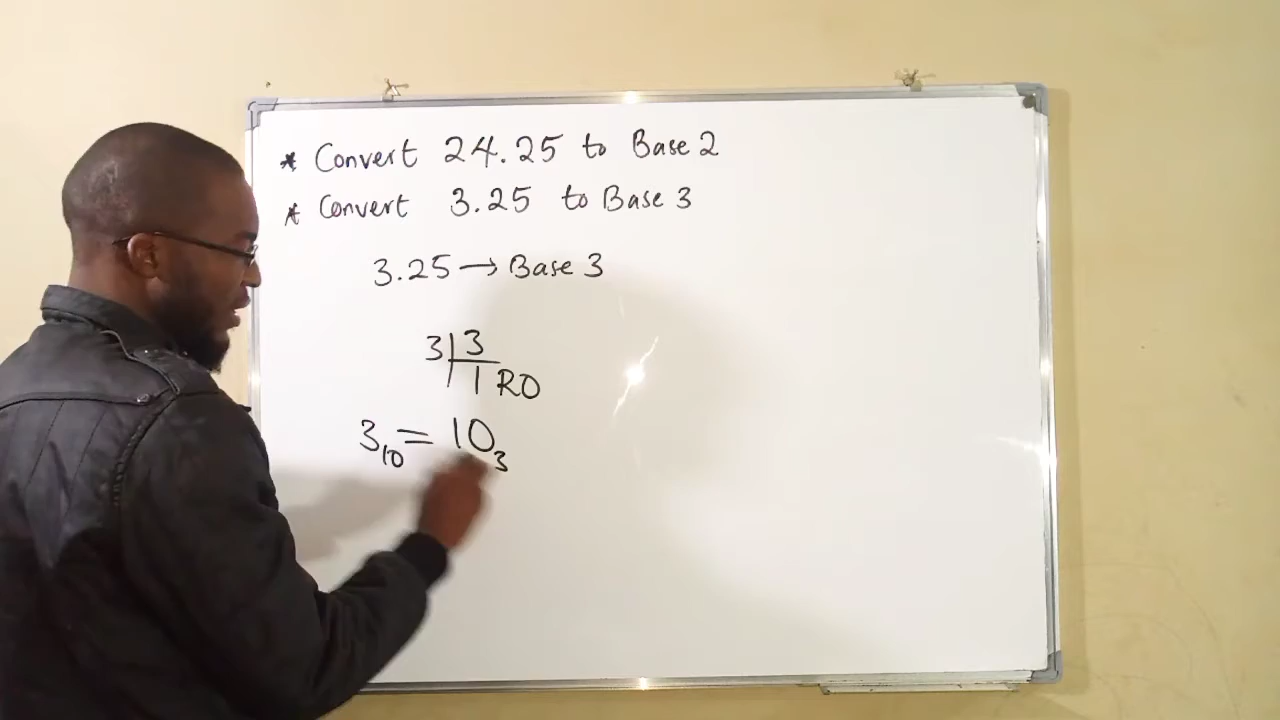 * Convert 24.25 to Base 2
* Convert 3.25 to Base 3
3.25 → Base 3
3 | 3
1 R0
3₁₀ = 10₃